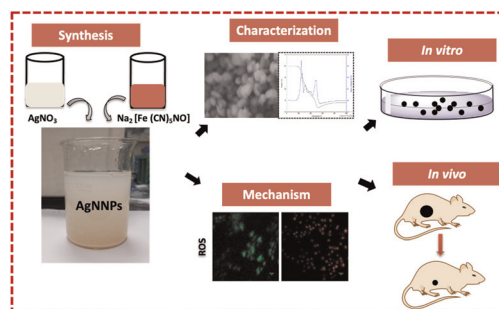 Synthesis
Characterization
In vitro
AgNO₃
Na₂ [Fe (CN)₅NO]
AgNNPs
Mechanism
In vivo
ROS